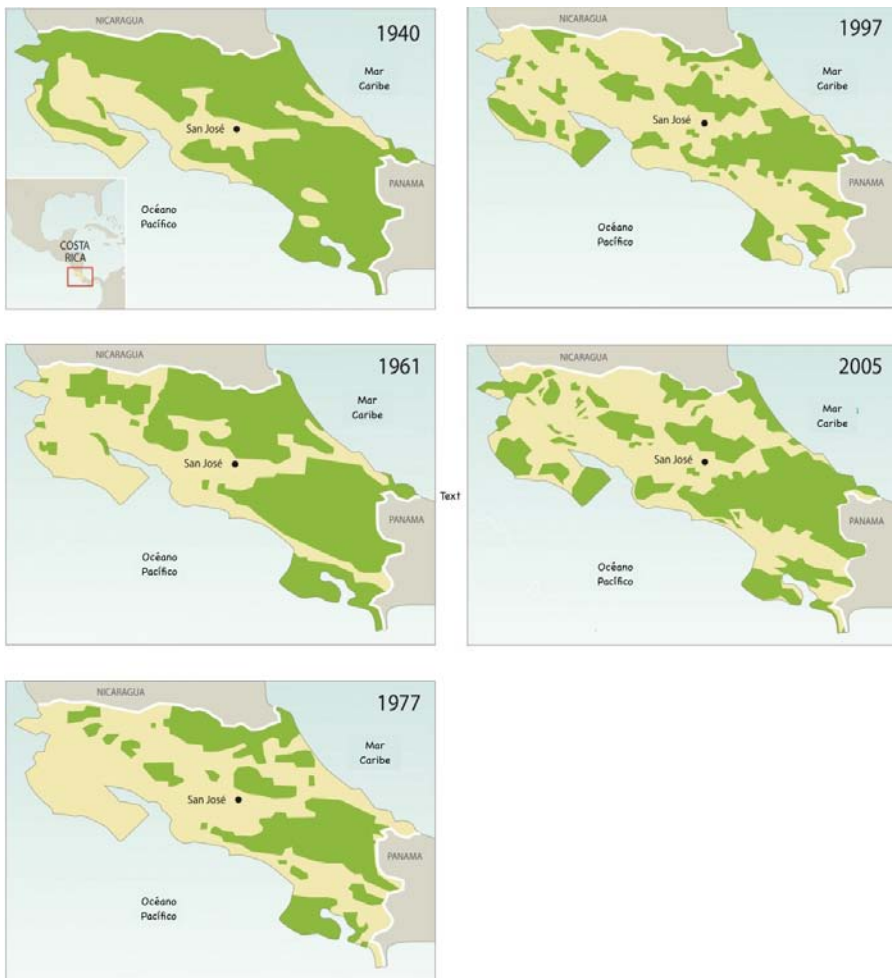 NICARAGUA
1940
Mar
Caribe
San José
PANAMA
Océano
Pacífico
COSTA
RICA
NICARAGUA
1997
Mar
Caribe
San José
PANAMA
Océano
Pacífico
NICARAGUA
1961
Mar
Caribe
San José
PANAMA
Océano
Pacífico
Text
NICARAGUA
2005
Mar
Caribe
San José
PANAMA
Océano
Pacífico
NICARAGUA
1977
Mar
Caribe
San José
PANAMA
Océano
Pacífico